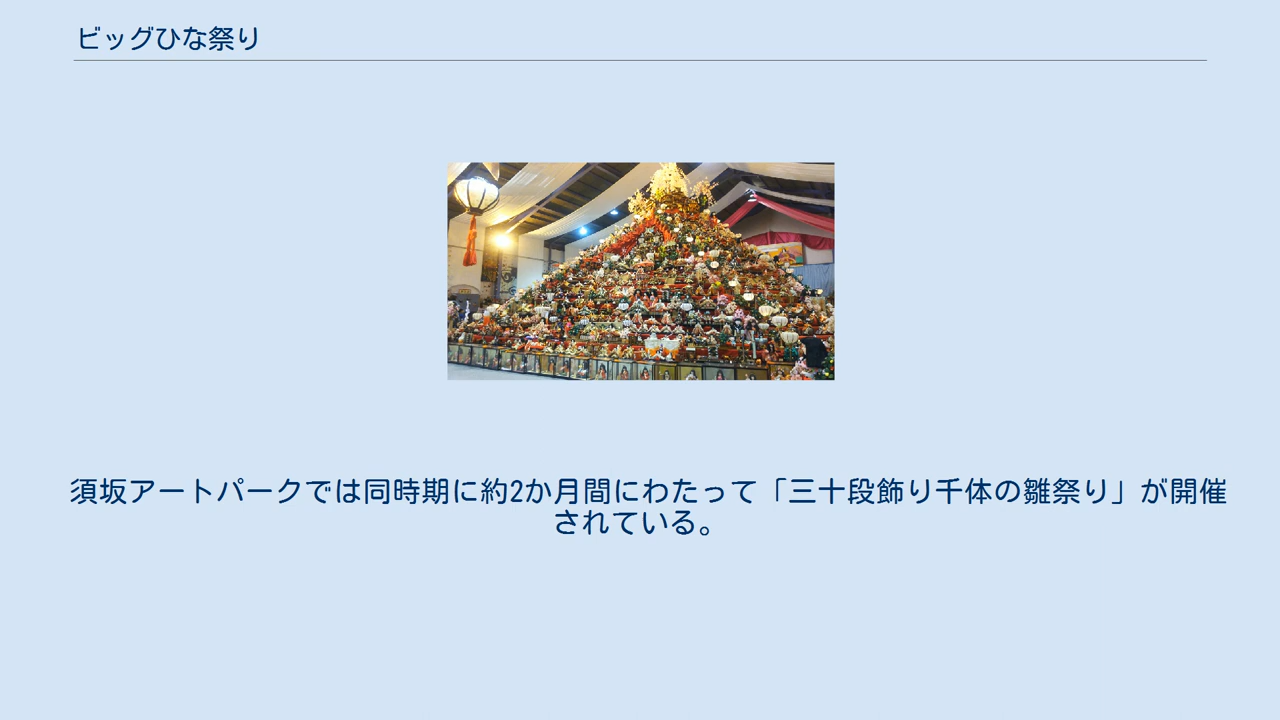 ビッグひな祭り
須坂アートパークでは同時期に約2か月間にわたって「三十段飾り千体の雛祭り」が開催
されている。